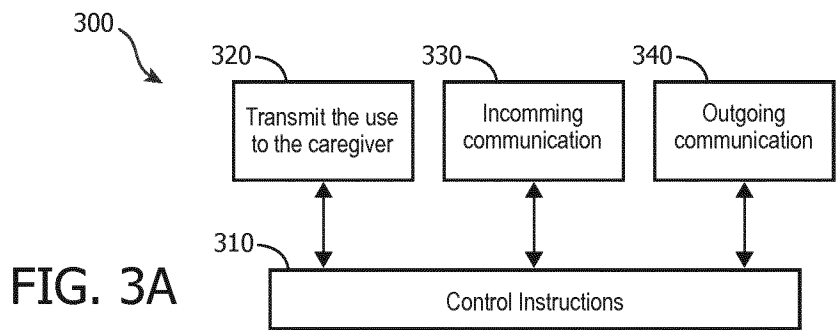 300
320
330
340
Transmit the use
to the caregiver
Incomming
communication
Outgoing
communication
310
FIG. 3A
Control Instructions